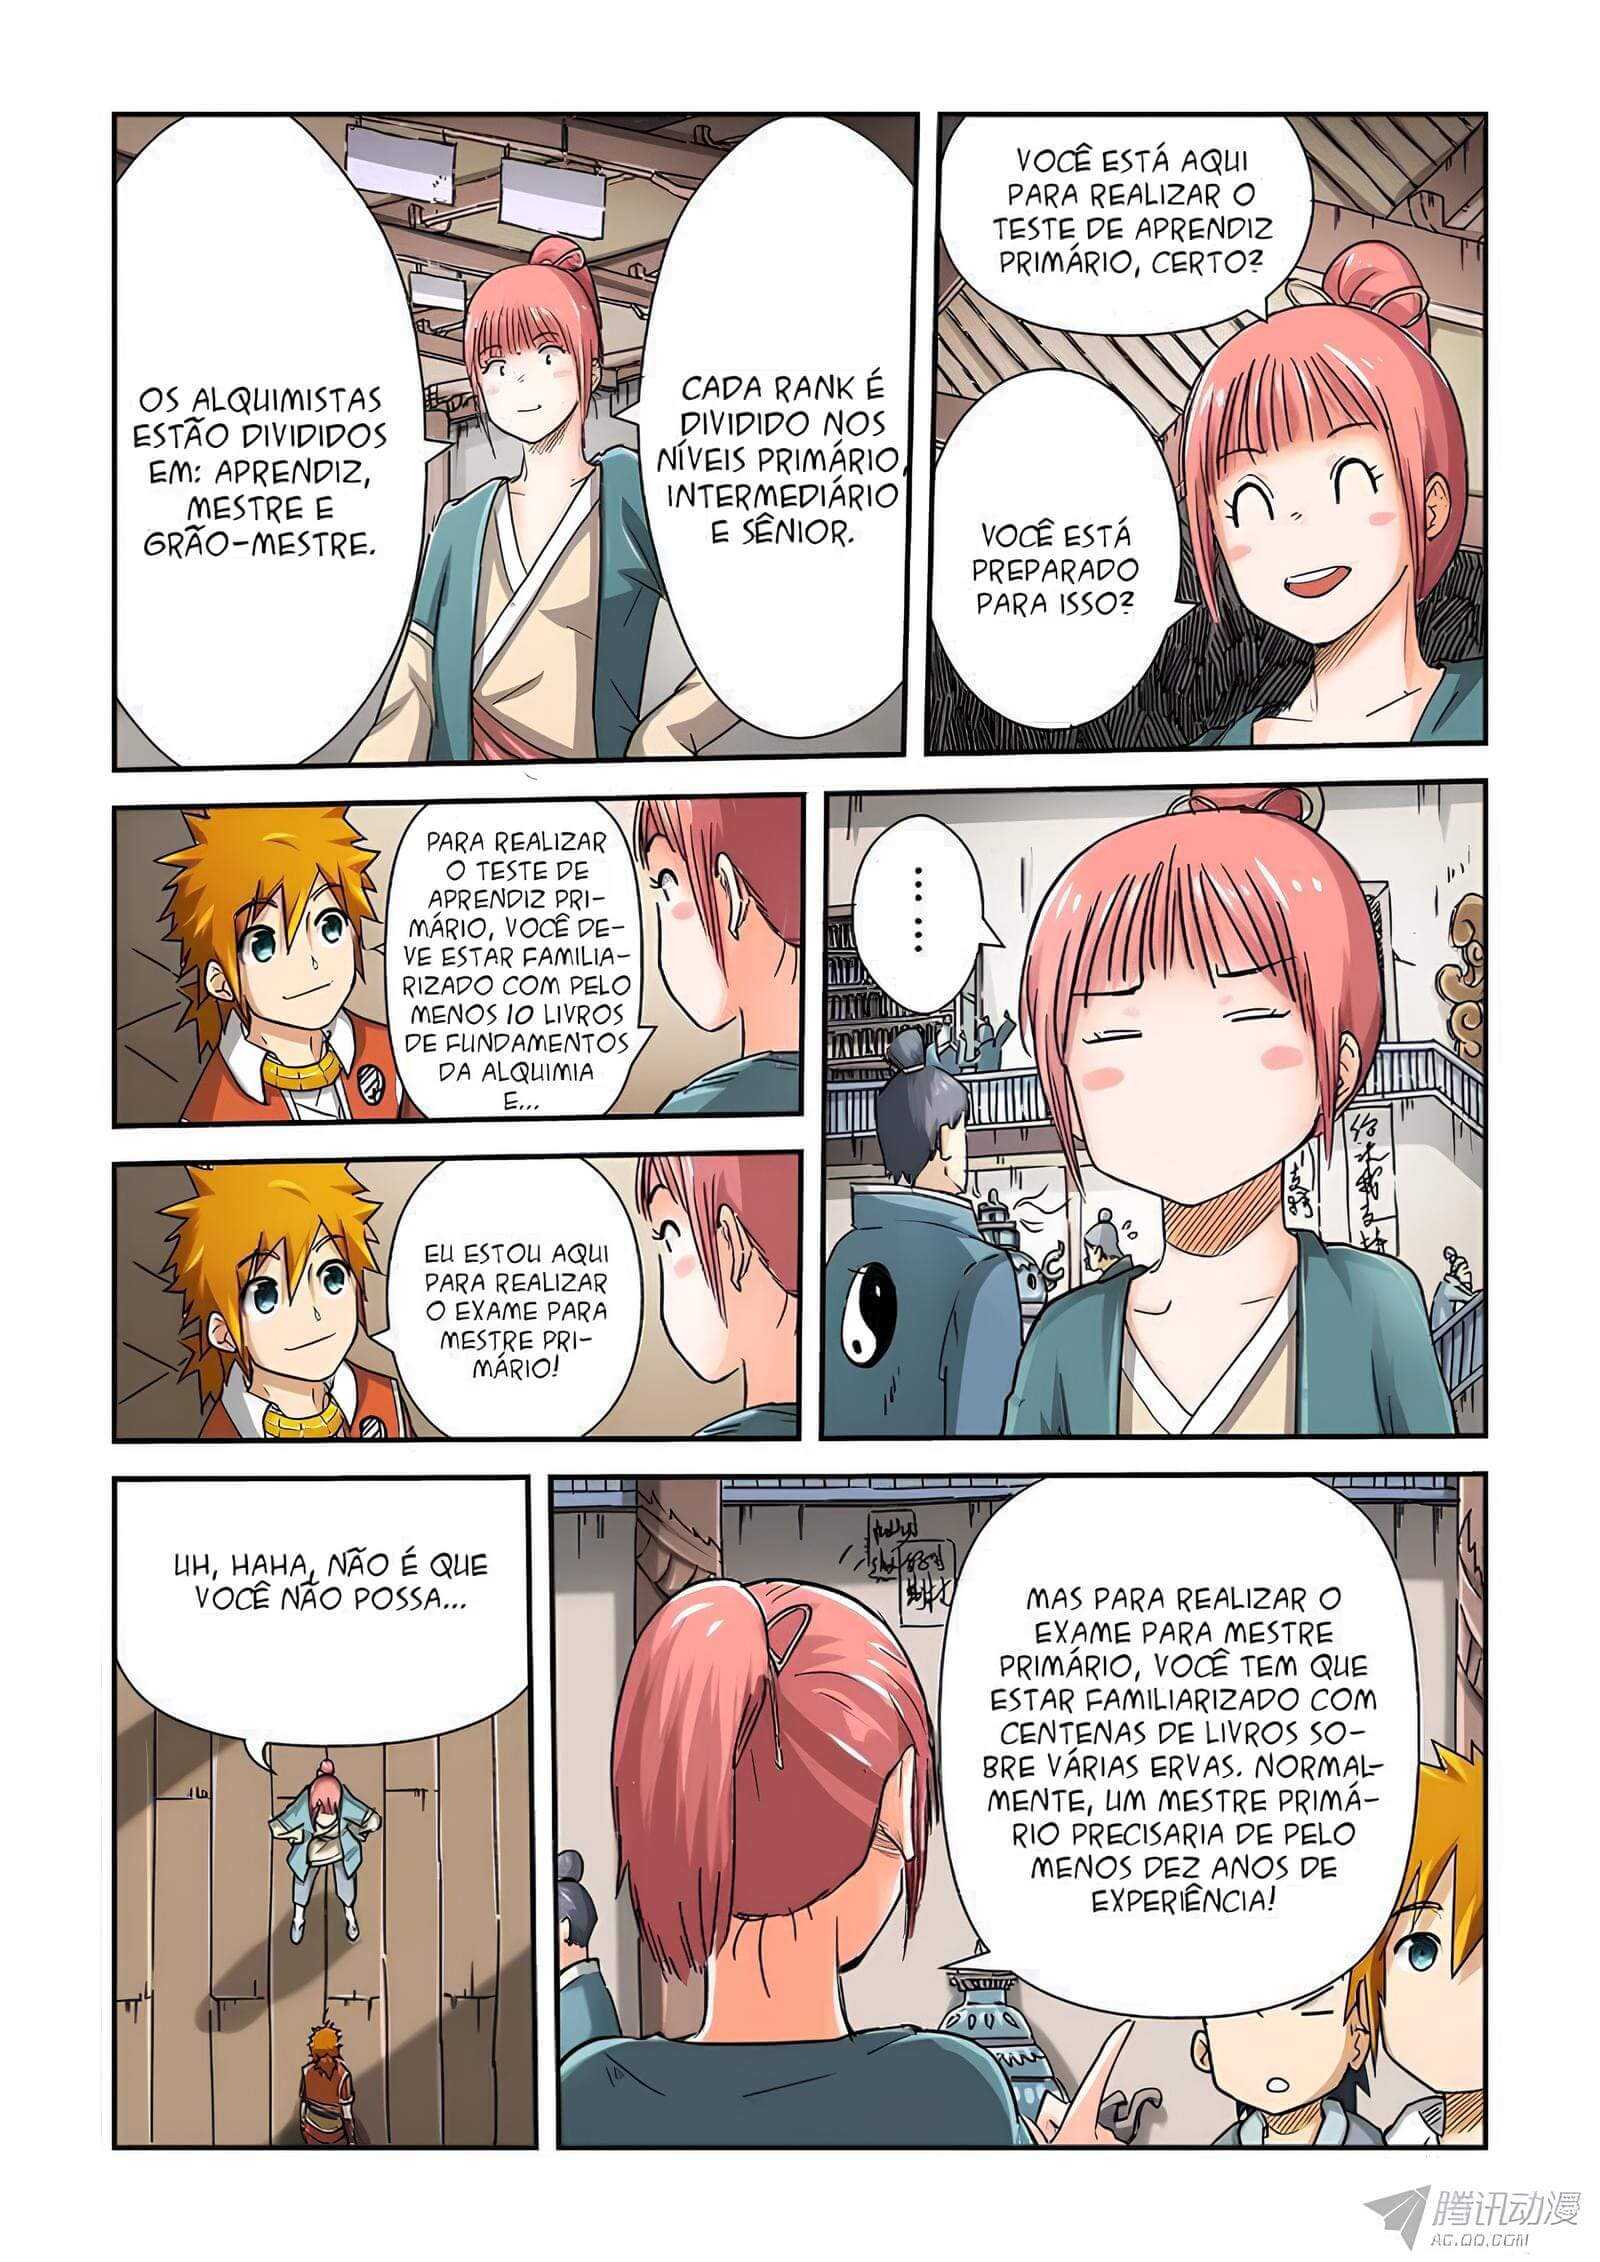 OS ALQUIMISTAS
ESTÃO DIVIDIDOS
EM: APRENDIZ,
MESTRE E
GRÃO-MESTRE.
CADA RANK É
DIVIDIDO NOS
NÍVEIS PRIMÁRIO,
INTERMEDIÁRIO
E SÊNIOR.
VOCÊ ESTÁ AQUI
PARA REALIZAR O
TESTE DE APRENDIZ
PRIMÁRIO, CERTO?
VOCÊ ESTÁ
PREPARADO
PARA ISSO?
PARA REALIZAR
O TESTE DE
APRENDIZ PRI-
MÁRIO, VOCÊ DE-
VE ESTAR FAMILIA-
RIZADO COM PELO
MENOS 10 LIVROS
DE FUNDAMENTOS
DA ALQUIMIA
E...
EU ESTOU AQUI
PARA REALIZAR
O EXAME PARA
MESTRE PRI-
MÁRIO!
......
UH, HAHA, NÃO É QUE
VOCÊ NÃO POSSA...
MAS PARA REALIZAR O
EXAME PARA MESTRE
PRIMÁRIO, VOCÊ TEM QUE
ESTAR FAMILIARIZADO COM
CENTENAS DE LIVROS SO-
BRE VÁRIAS ERVAS. NORMAL-
MENTE, UM MESTRE PRIMÁ-
RIO PRECISARIA DE PELO
MENOS DEZ ANOS DE
EXPERIÊNCIA!
腾讯动漫
AC.QQ.COM